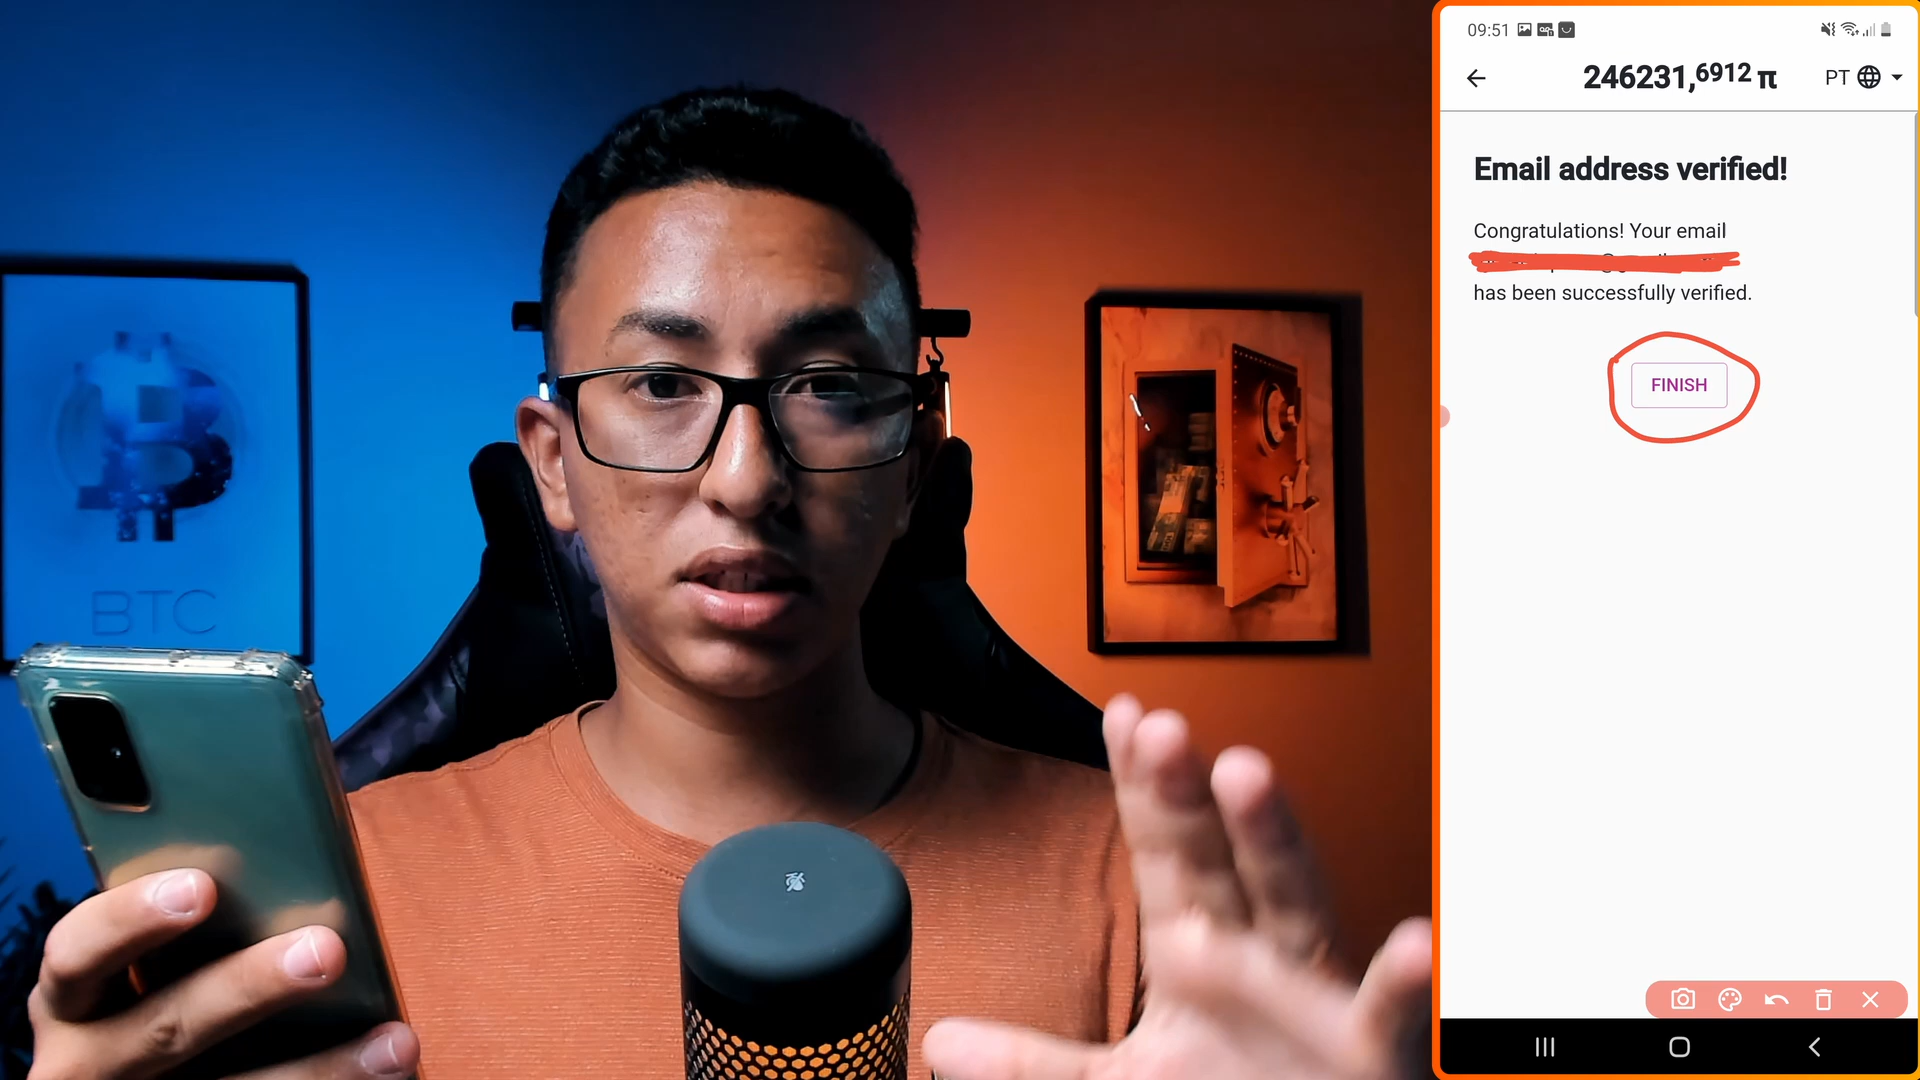 BTC
09:51
246231,6912 π
PT
Email address verified!
Congratulations! Your email
has been successfully verified.
FINISH